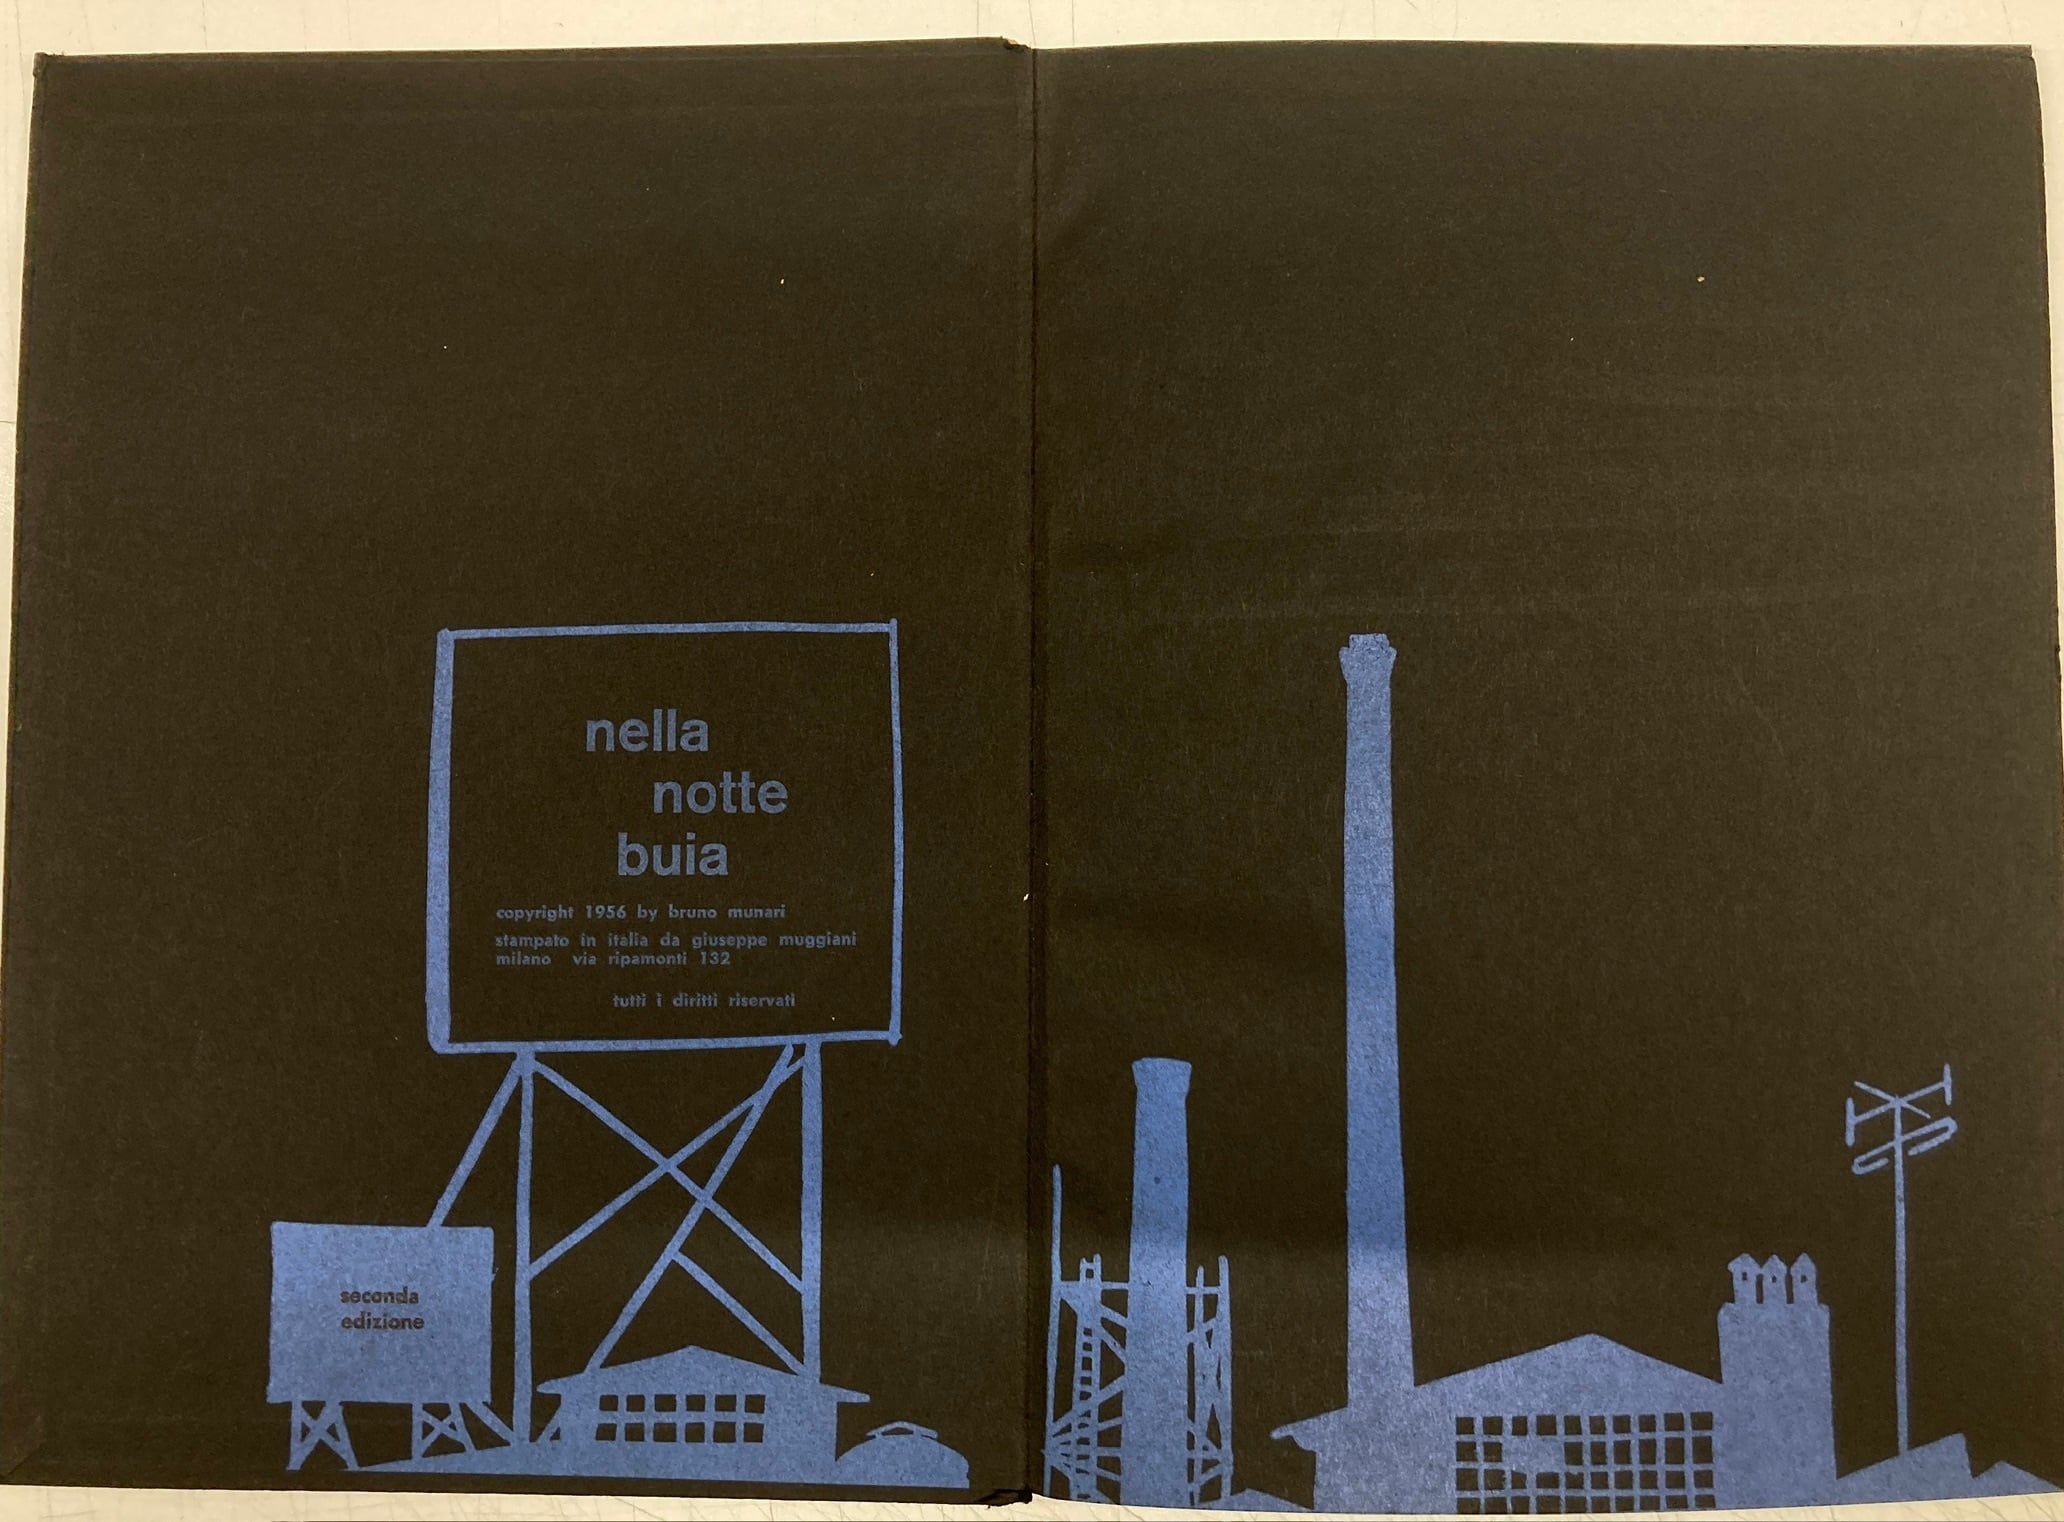 nella
notte
buia
copyright 1956 by bruno munari
stampato in italia da giuseppe muggiani
milano via ripamonti 132
tutti i diritti riservati
seconda
edizione